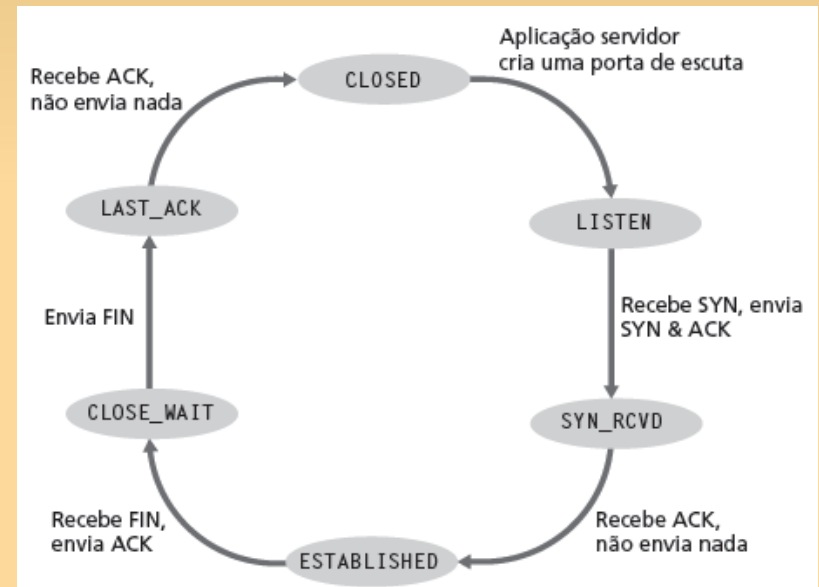 Aplicação servidor
cria uma porta de escuta
Recebe ACK,
não envia nada
CLOSED
LAST_ACK
LISTEN
Envia FIN
Recebe SYN, envia
SYN & ACK
CLOSE_WAIT
SYN_RCVD
Recebe FIN,
envia ACK
Recebe ACK,
não envia nada
ESTABLISHED